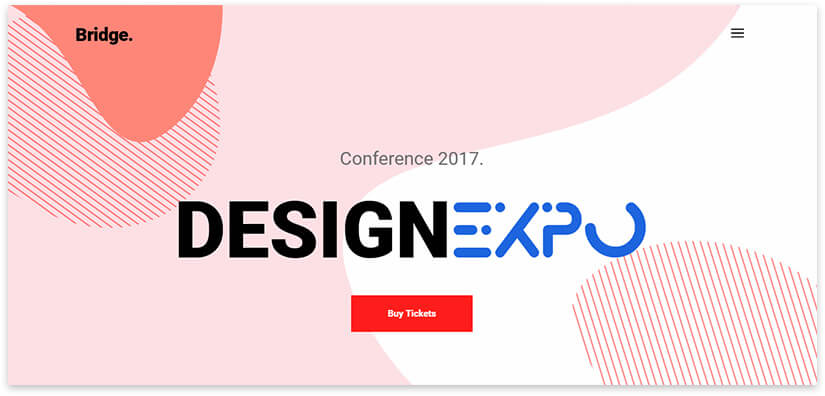 Bridge.
Conference 2017.
DESIGNEXPO
Buy Tickets